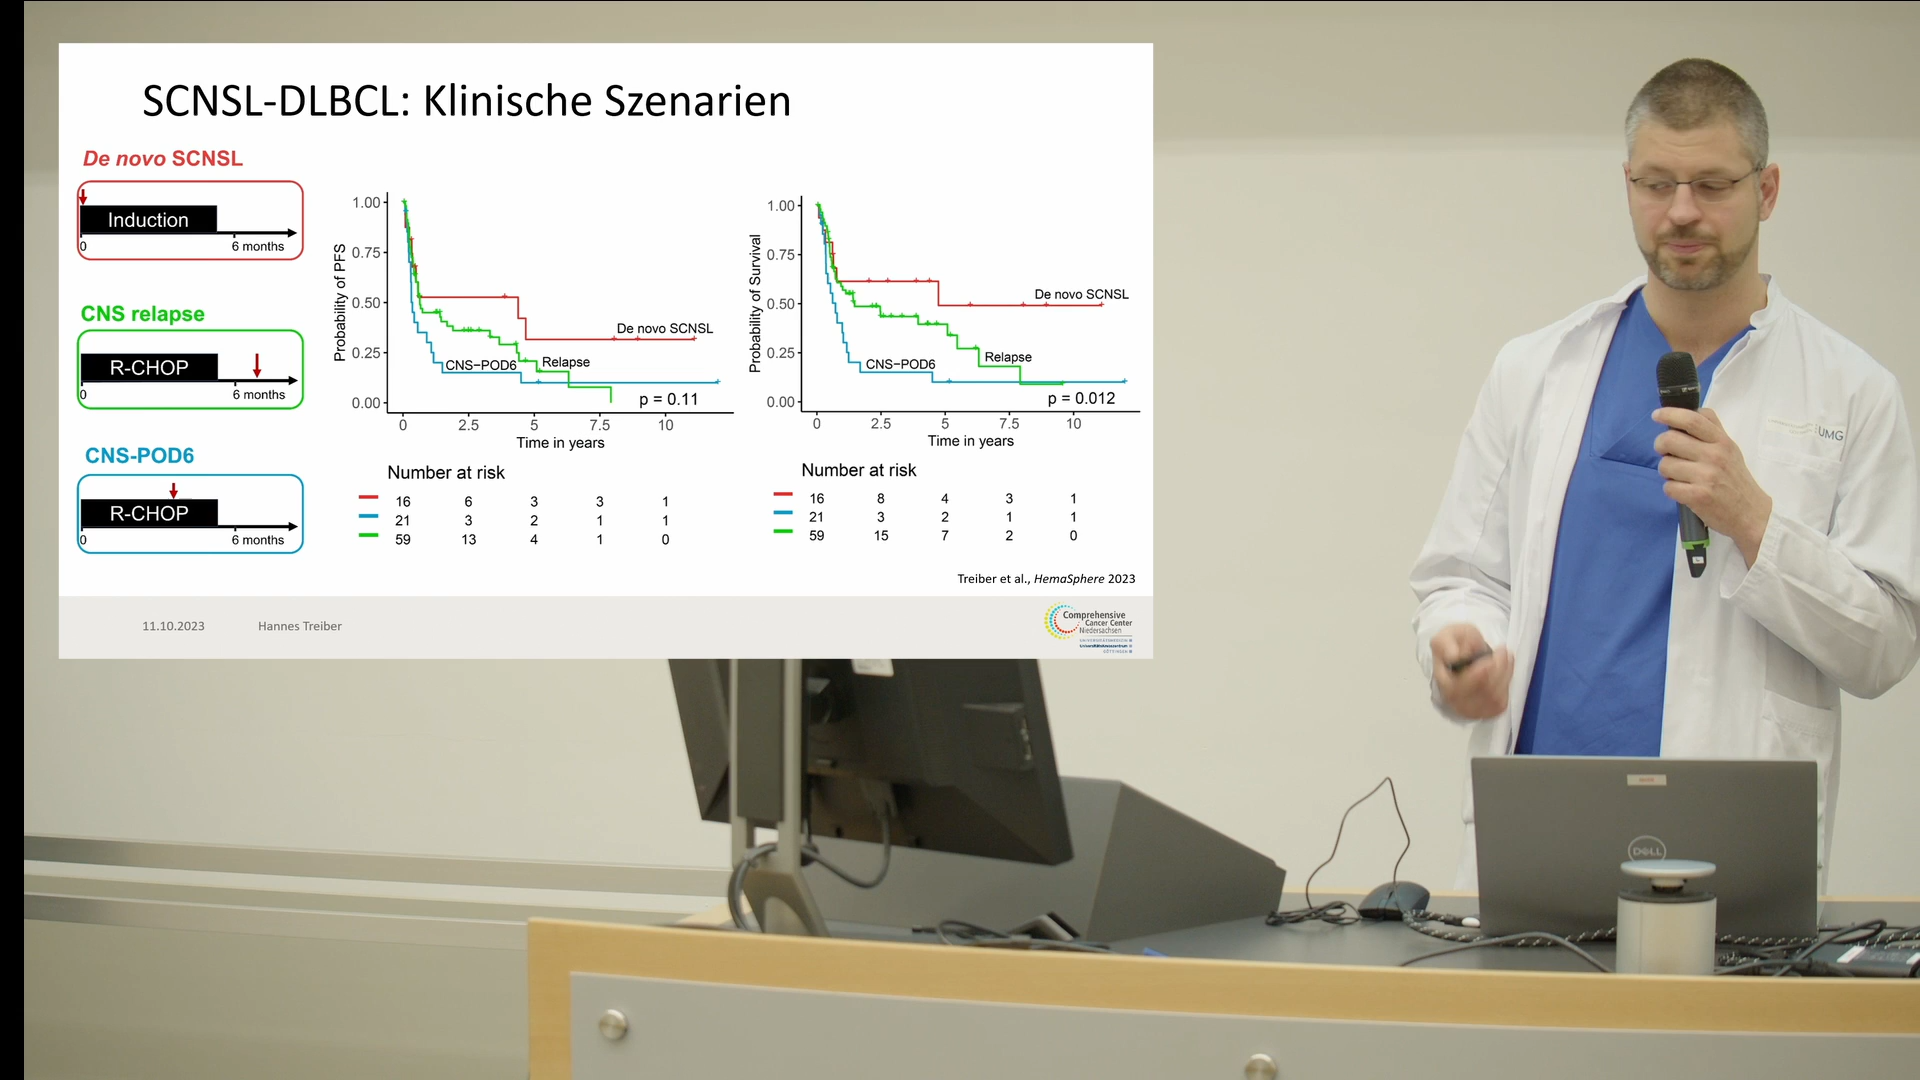 SCNSL-DLBCL: Klinische Szenarien
De novo SCNSL
Induction
0 6 months
CNS relapse
R-CHOP
0 6 months
CNS-POD6
R-CHOP
0 6 months
Probability of PFS
1.00
0.75
0.50
0.25
0.00
De novo SCNSL
Relapse
CNS−POD6
p = 0.11
0 2.5 5 7.5 10
Time in years
Number at risk
16 6 3 3 1
21 3 2 1 1
59 13 4 1 0
Probability of Survival
1.00
0.75
0.50
0.25
0.00
De novo SCNSL
Relapse
CNS−POD6
p = 0.012
0 2.5 5 7.5 10
Time in years
Number at risk
16 8 4 3 1
21 3 2 1 1
59 15 7 2 0
Treiber et al., HemaSphere 2023
11.10.2023 Hannes Treiber
Comprehensive
Cancer Center
Niedersachsen
UMG
DELL